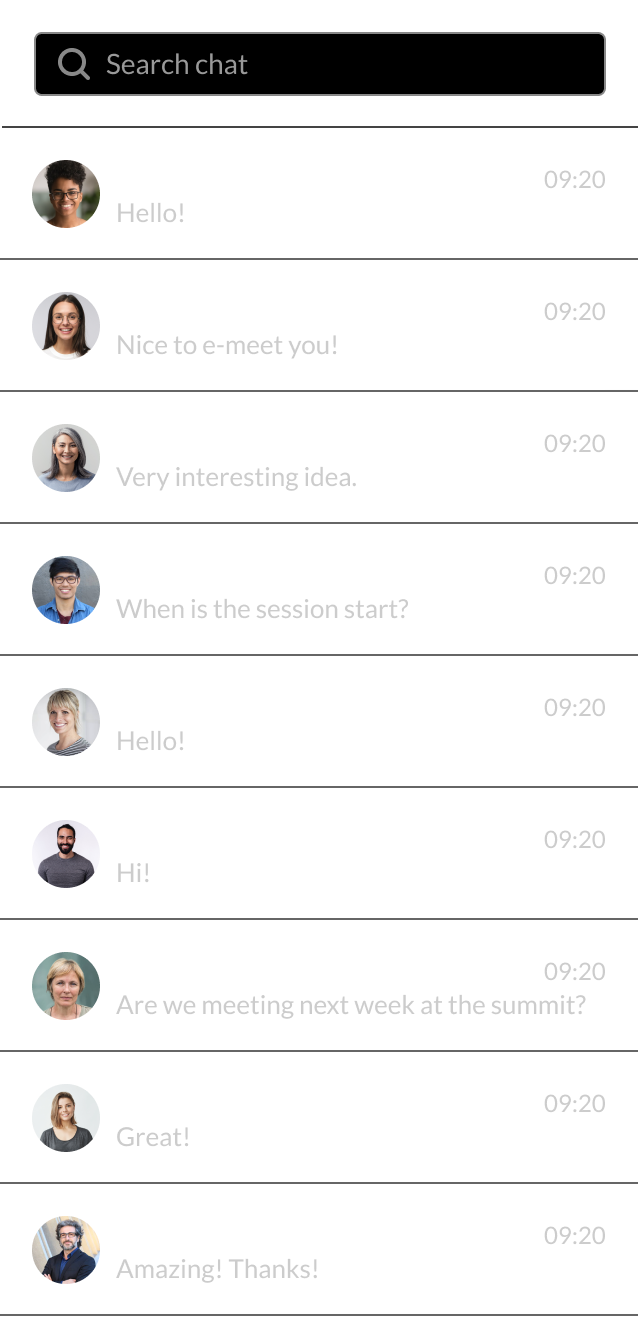 Search chat
09:20
Hello!
09:20
Nice to e-meet you!
09:20
Very interesting idea.
09:20
When is the session start?
09:20
Hello!
09:20
Hi!
09:20
Are we meeting next week at the summit?
09:20
Great!
09:20
Amazing! Thanks!